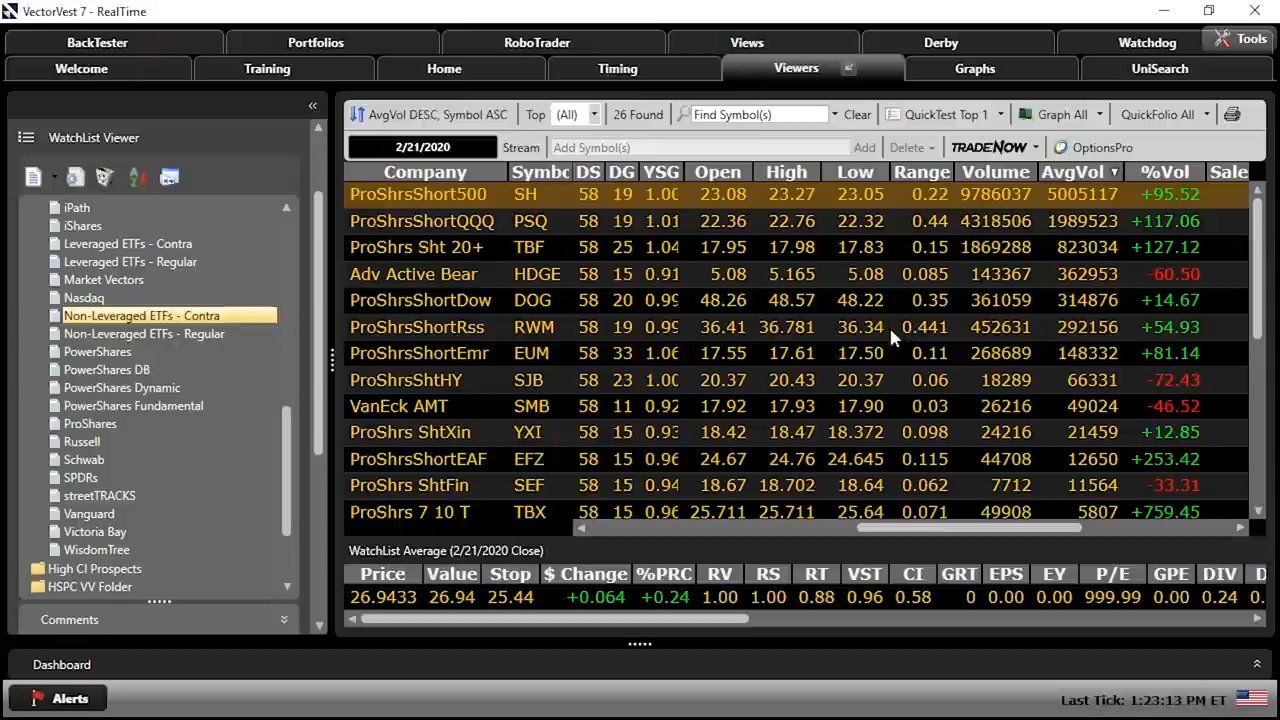 VectorVest 7 - RealTime
BackTester Portfolios RoboTrader Views Derby Watchdog Tools
Welcome Training Home Timing Viewers Graphs UniSearch
AvgVol DESC, Symbol ASC Top (All) 26 Found Find Symbol(s) Clear QuickTest Top 1 Graph All QuickFolio All
2/21/2020 Stream Add Symbol(s) Add Delete TRADENOW OptionsPro
WatchList Viewer
iPath
iShares
Leveraged ETFs - Contra
Leveraged ETFs - Regular
Market Vectors
Nasdaq
Non-Leveraged ETFs - Contra
Non-Leveraged ETFs - Regular
PowerShares
PowerShares DB
PowerShares Dynamic
PowerShares Fundamental
ProShares
Russell
Schwab
SPDRs
streetTRACKS
Vanguard
Victoria Bay
WisdomTree
High CI Prospects
HSPC VV Folder
Comments
Company Symbc DS DG YSG Open High Low Range Volume AvgVol %Vol Sale
ProShrsShort500 SH 58 19 1.00 23.08 23.27 23.05 0.22 9786037 5005117 +95.52
ProShrsShortQQQ PSQ 58 19 1.01 22.36 22.76 22.32 0.44 4318506 1989523 +117.06
ProShrs Sht 20+ TBF 58 25 1.04 17.95 17.98 17.83 0.15 1869288 823034 +127.12
Adv Active Bear HDGE 58 15 0.91 5.08 5.165 5.08 0.085 143367 362953 -60.50
ProShrsShortDow DOG 58 20 0.99 48.26 48.57 48.22 0.35 361059 314876 +14.67
ProShrsShortRss RWM 58 19 0.99 36.41 36.781 36.34 0.441 452631 292156 +54.93
ProShrsShortEmr EUM 58 33 1.06 17.55 17.61 17.50 0.11 268689 148332 +81.14
ProShrsShtHY SJB 58 23 1.00 20.37 20.43 20.37 0.06 18289 66331 -72.43
VanEck AMT SMB 58 11 0.92 17.92 17.93 17.90 0.03 26216 49024 -46.52
ProShrs ShtXin YXI 58 15 0.93 18.42 18.47 18.372 0.098 24216 21459 +12.85
ProShrsShortEAF EFZ 58 15 0.96 24.67 24.76 24.645 0.115 44708 12650 +253.42
ProShrs ShtFin SEF 58 15 0.94 18.67 18.702 18.64 0.062 7712 11564 -33.31
ProShrs 7 10 T TBX 58 15 0.96 25.711 25.711 25.64 0.071 49908 5807 +759.45
WatchList Average (2/21/2020 Close)
Price Value Stop $ Change %PRC RV RS RT VST CI GRT EPS EY P/E GPE DIV D
26.9433 26.94 25.44 +0.064 +0.24 1.00 1.00 0.88 0.96 0.58 0 0.00 0.00 999.99 0.00 0.24 0.
Dashboard
Alerts Last Tick: 1:23:13 PM ET